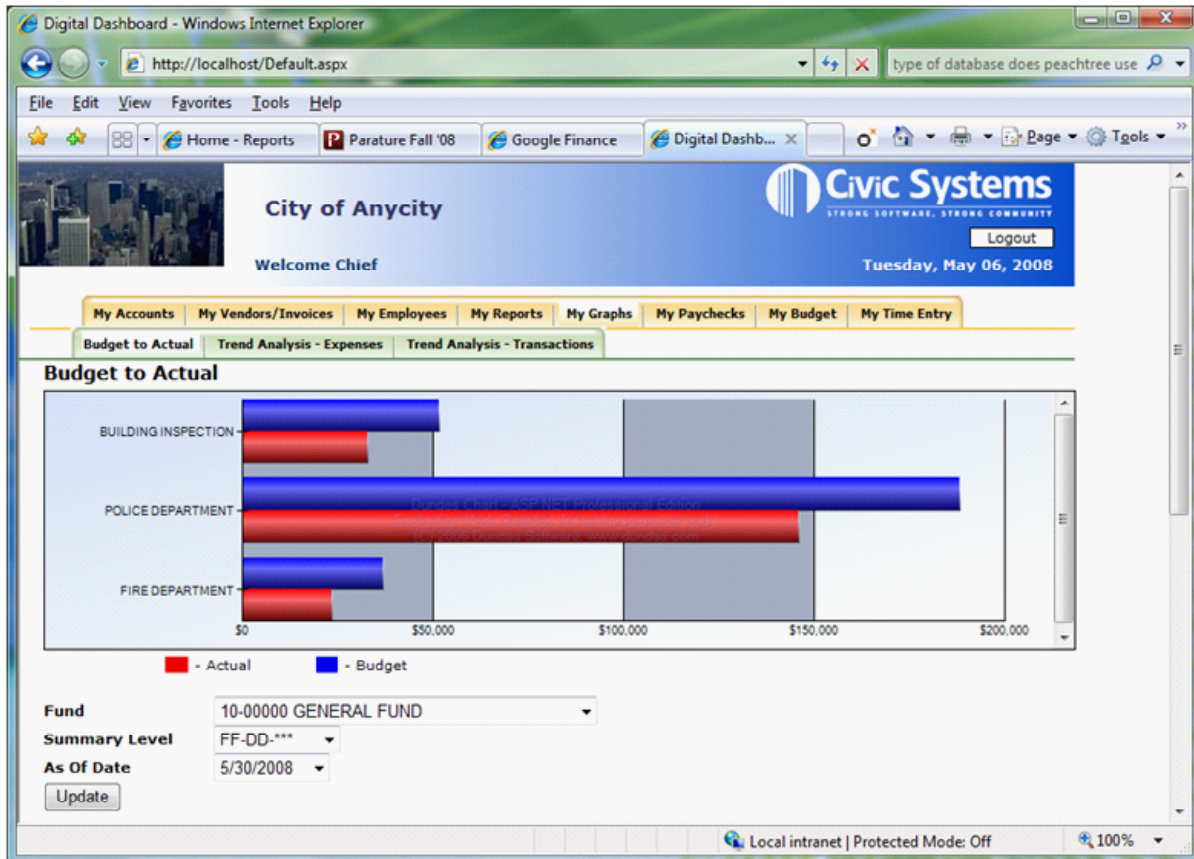 Digital Dashboard - Windows Internet Explorer
http://localhost/Default.aspx
type of database does peachtree use
File Edit View Favorites Tools Help
Home - Reports
Parature Fall '08
Google Finance
Digital Dashb...
Page
Tools
City of Anycity
Civic Systems
STRONG SOFTWARE, STRONG COMMUNITY
Logout
Welcome Chief
Tuesday, May 06, 2008
My Accounts My Vendors/Invoices My Employees My Reports My Graphs My Paychecks My Budget My Time Entry
Budget to Actual Trend Analysis - Expenses Trend Analysis - Transactions
Budget to Actual
BUILDING INSPECTION
POLICE DEPARTMENT
Dundas Chart - ASP.NET Professional Edition
FIRE DEPARTMENT
$0 $50,000 $100,000 $150,000 $200,000
- Actual - Budget
Fund 10-00000 GENERAL FUND
Summary Level FF-DD-***
As Of Date 5/30/2008
Update
Local intranet | Protected Mode: Off
100%